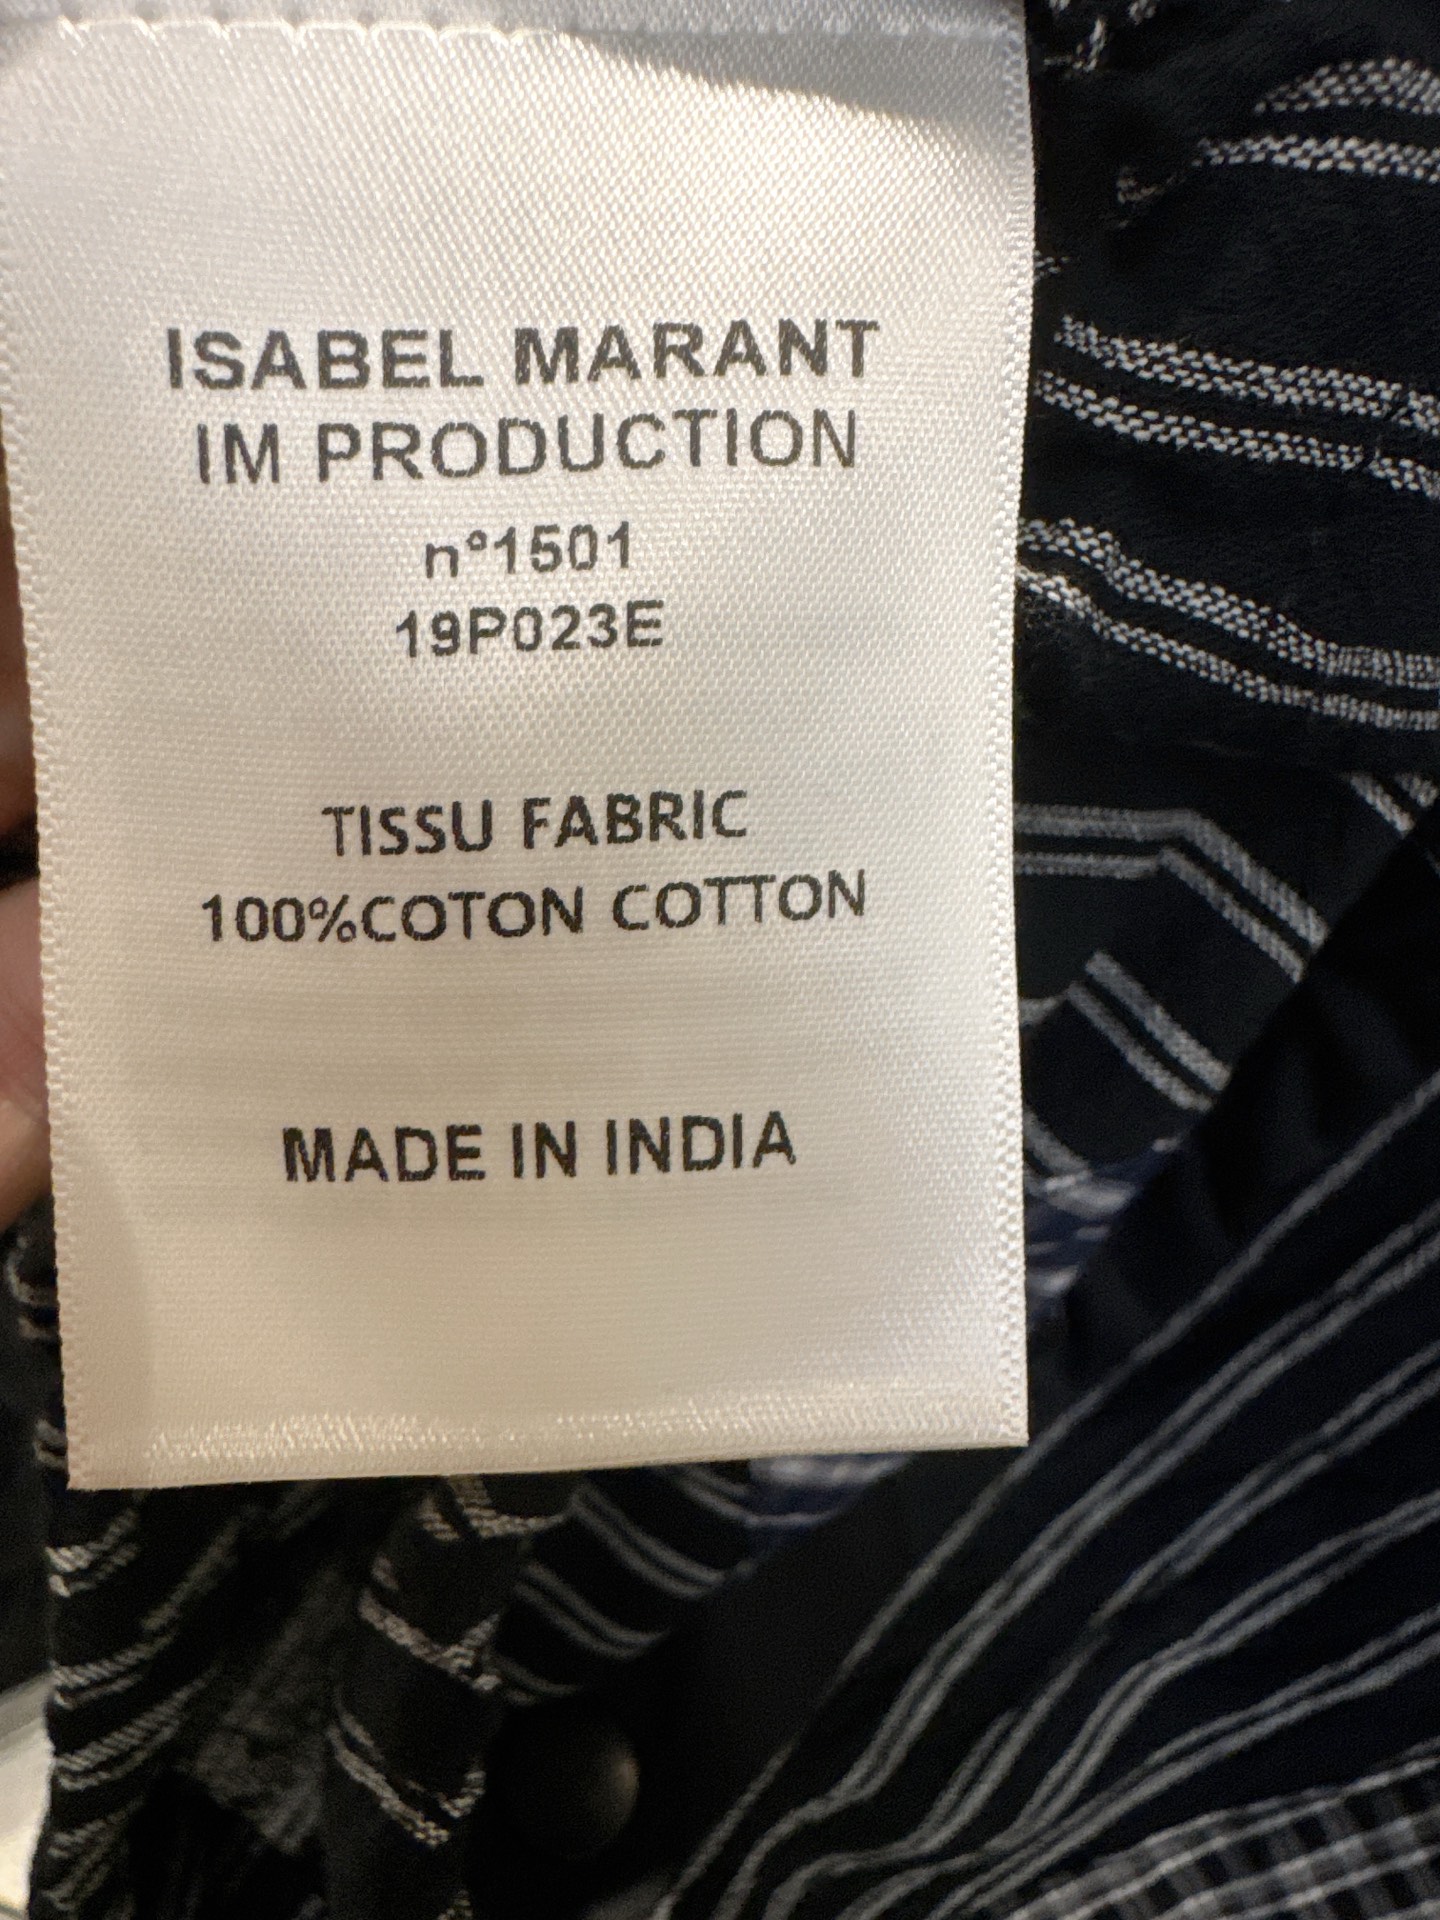 ISABEL MARANT
IM PRODUCTION
n°1501
19P023E
TISSU FABRIC
100%COTON COTTON
MADE IN INDIA